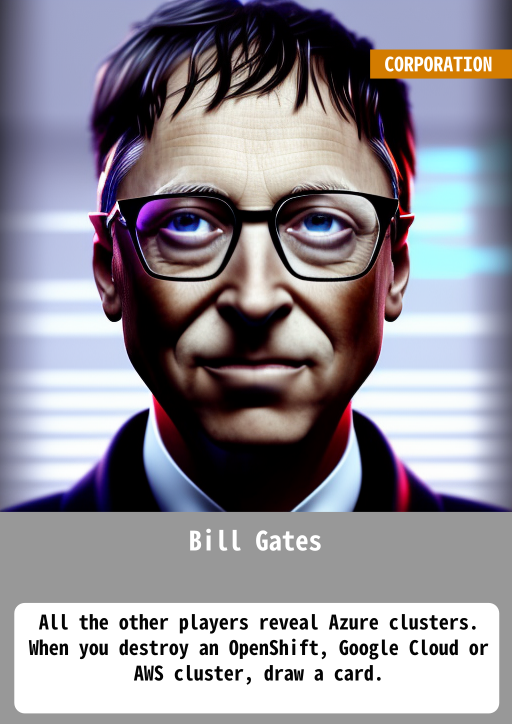 CORPORATION
Bill Gates
All the other players reveal Azure clusters.
When you destroy an OpenShift, Google Cloud or
AWS cluster, draw a card.